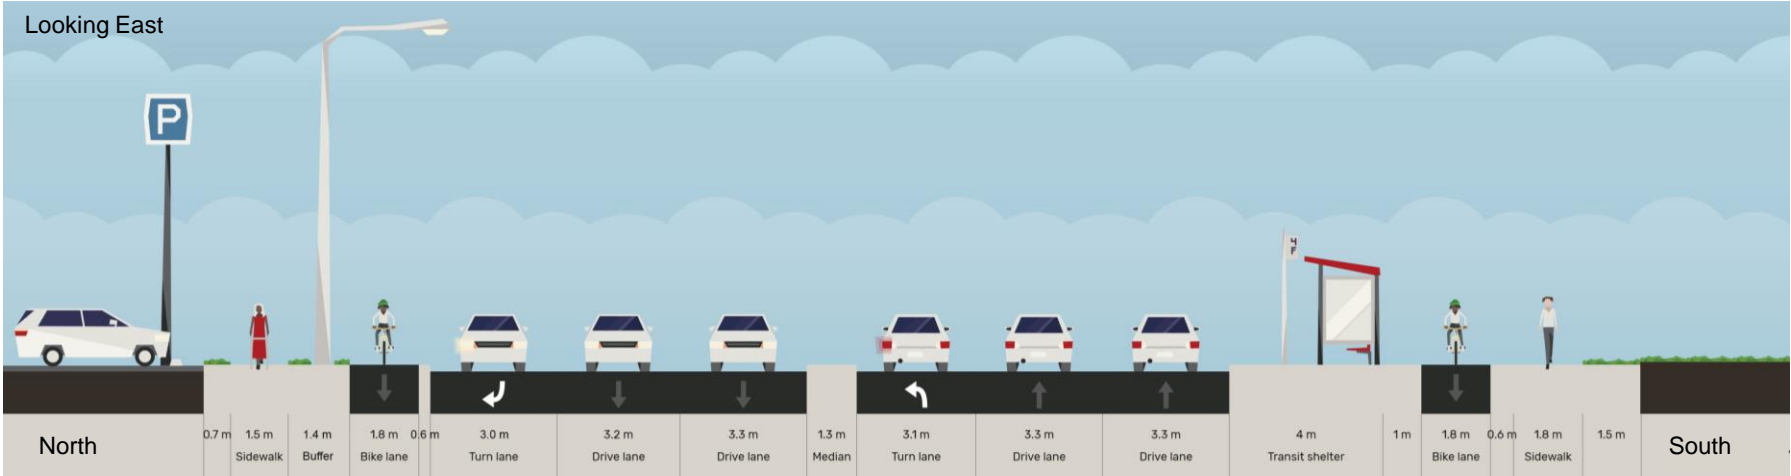 Looking East
P
4
F
0.7 m
1.5 m
Sidewalk
1.4 m
Buffer
1.8 m
Bike lane
0.6 m
3.0 m
Turn lane
3.2 m
Drive lane
3.3 m
Drive lane
1.3 m
Median
3.1 m
Turn lane
3.3 m
Drive lane
3.3 m
Drive lane
4 m
Transit shelter
1 m
1.8 m
Bike lane
0.6 m
1.8 m
Sidewalk
1.5 m
North
South